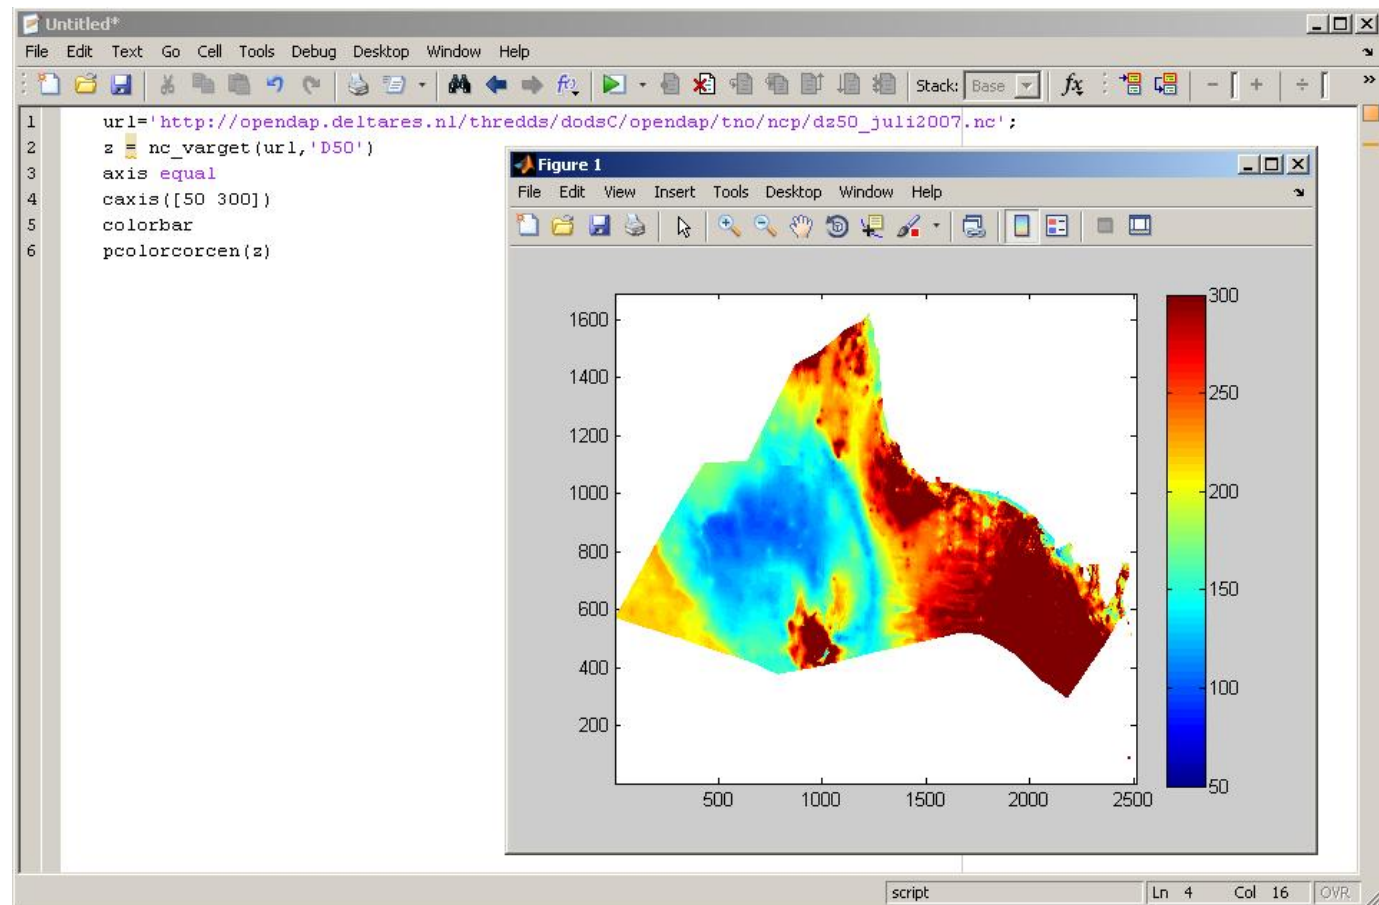 Untitled*
File Edit Text Go Cell Tools Debug Desktop Window Help
Stack: Base
1 url='http://opendap.deltares.nl/thredds/dodsC/opendap/tno/ncp/dz50_juli2007.nc';
2 z = nc_varget(url,'D50')
3 axis equal
4 caxis([50 300])
5 colorbar
6 pcolorcorcen(z)
Figure 1
File Edit View Insert Tools Desktop Window Help
1600
1400
1200
1000
800
600
400
200
500 1000 1500 2000 2500
300
250
200
150
100
50
script Ln 4 Col 16 OVR